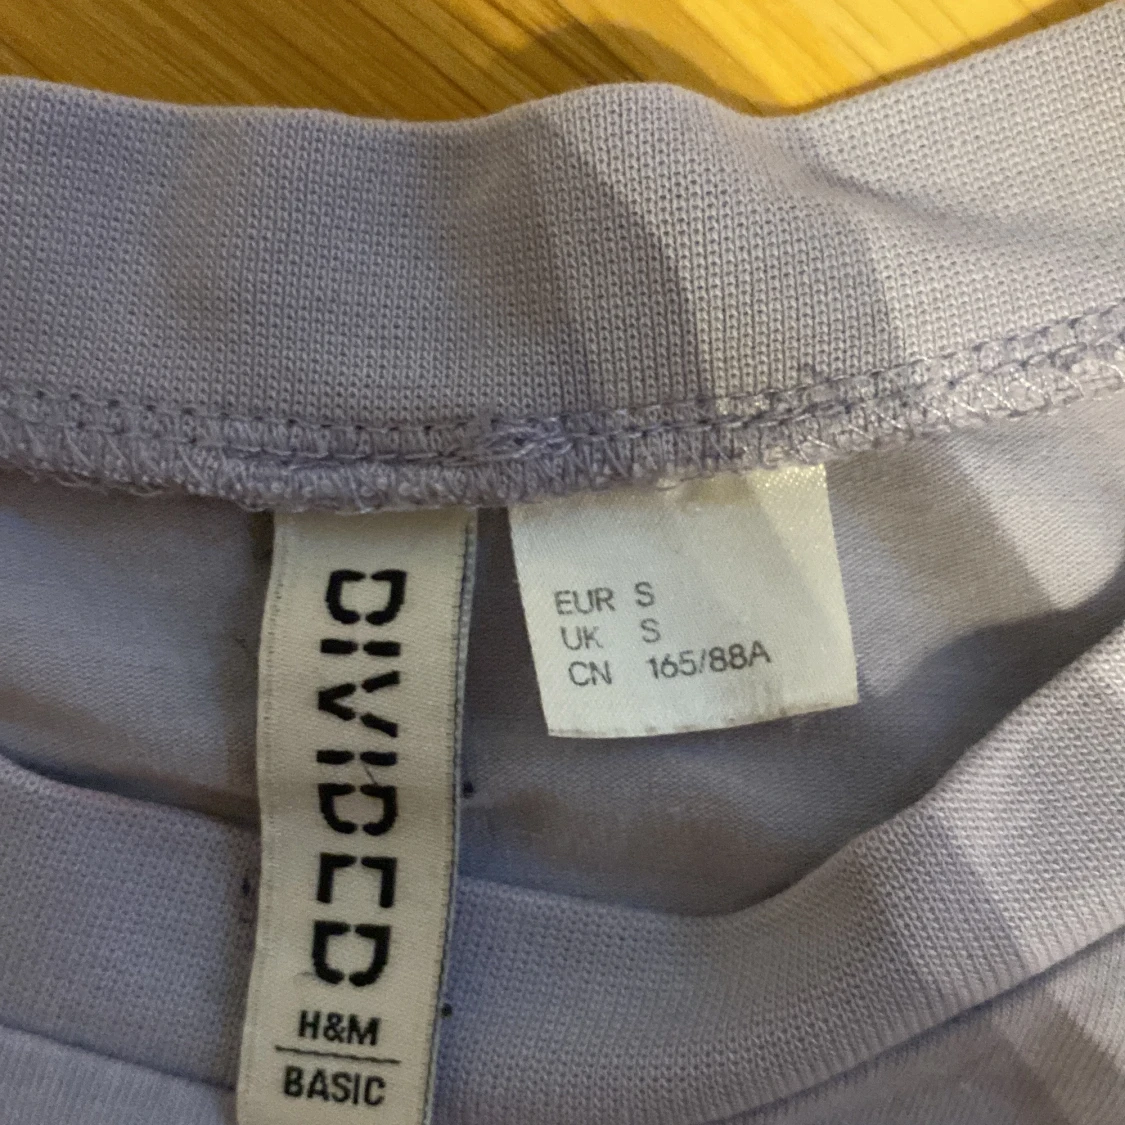 DIVIDED
H&M
BASIC
EUR S
UK S
CN 165/88A